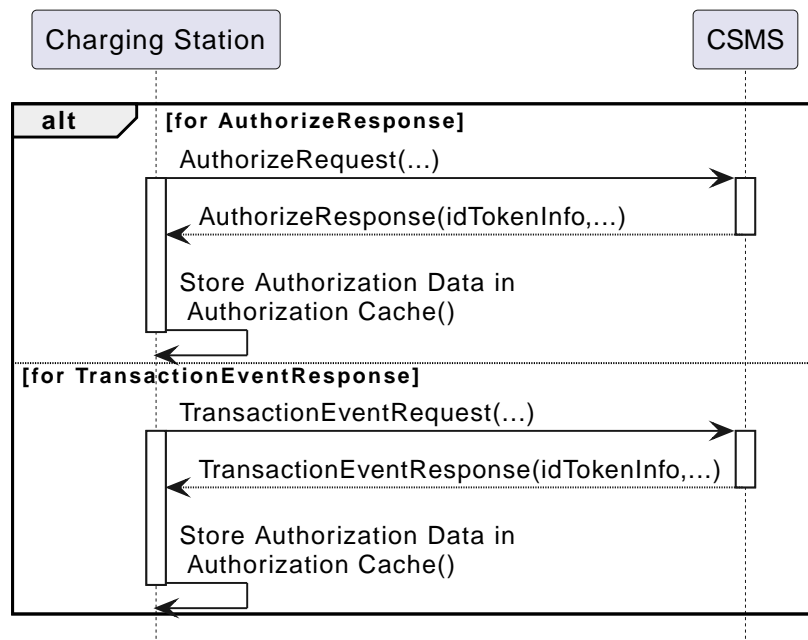 Charging Station
CSMS
alt
[for AuthorizeResponse]
AuthorizeRequest(...)
AuthorizeResponse(idTokenInfo,...)
Store Authorization Data in
Authorization Cache()
[for TransactionEventResponse]
TransactionEventRequest(...)
TransactionEventResponse(idTokenInfo,...)
Store Authorization Data in
Authorization Cache()